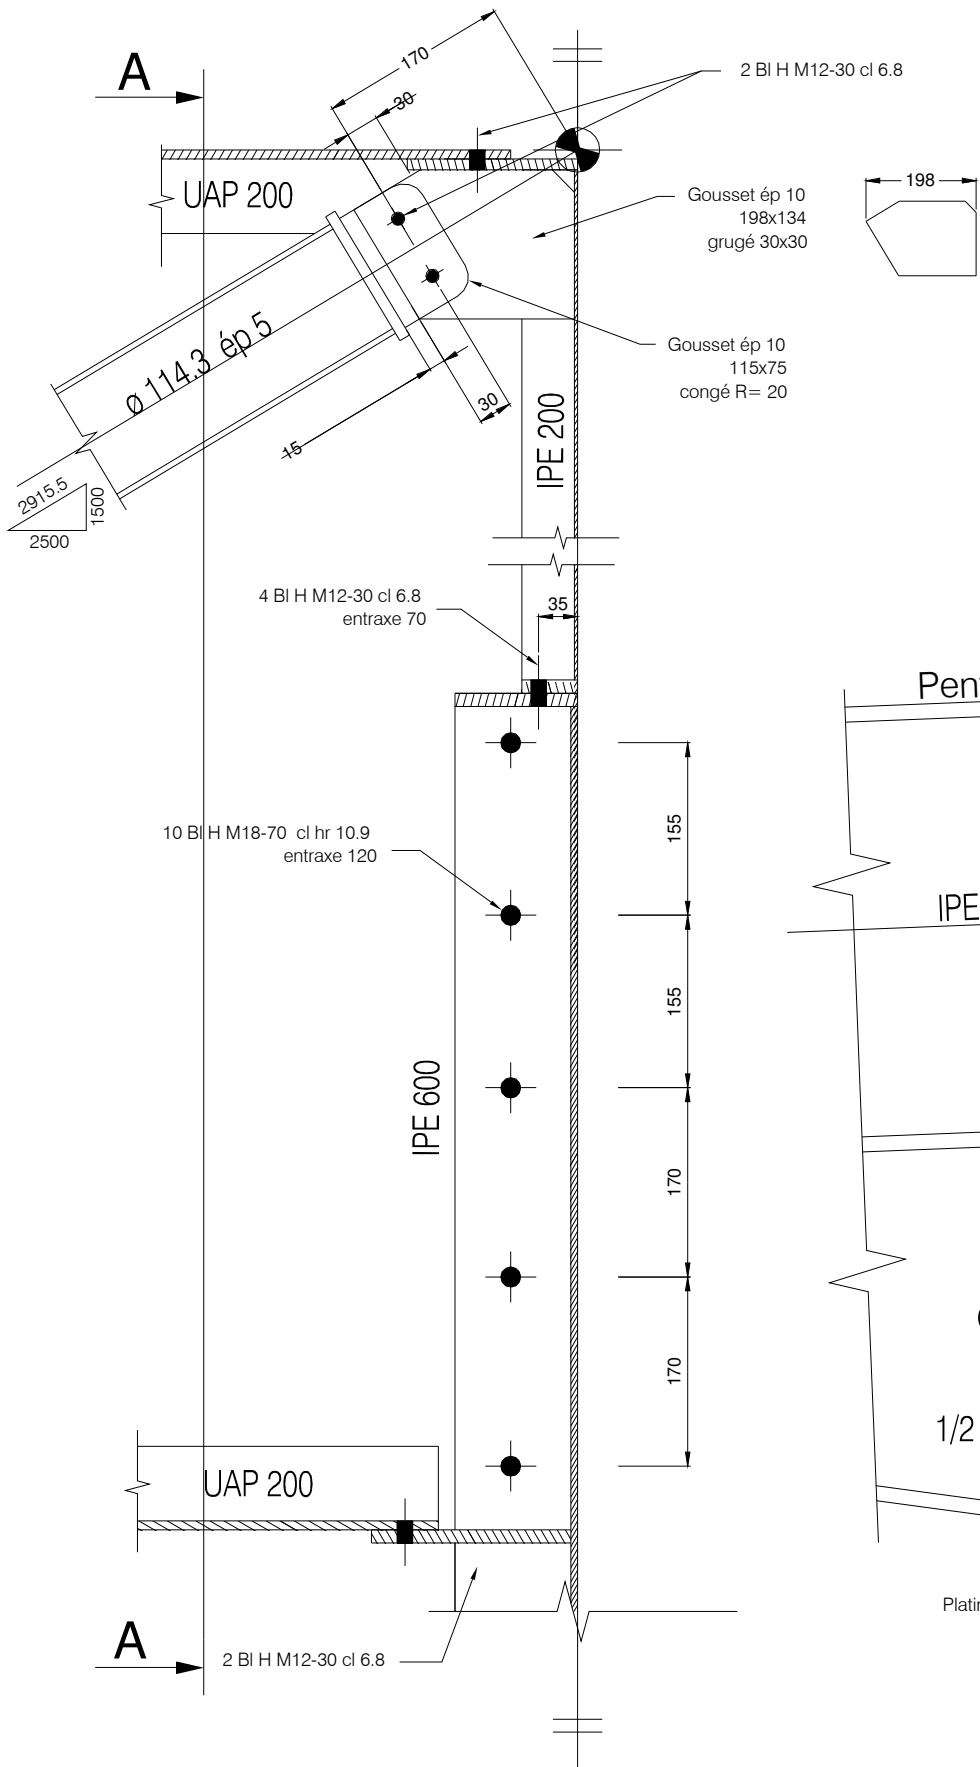 A
170
30
2 Bl H M12-30 cl 6.8
UAP 200
Gousset ép 10
198x134
grugé 30x30
198
ø 114.3 ép 5
Gousset ép 10
115x75
congé R= 20
30
15
IPE 200
2915.5
1500
2500
4 Bl H M12-30 cl 6.8
entraxe 70
35
Pen
155
10 Bl H M18-70 cl hr 10.9
entraxe 120
IPE
155
IPE 600
170
170
1/2
UAP 200
A
2 Bl H M12-30 cl 6.8
Platin